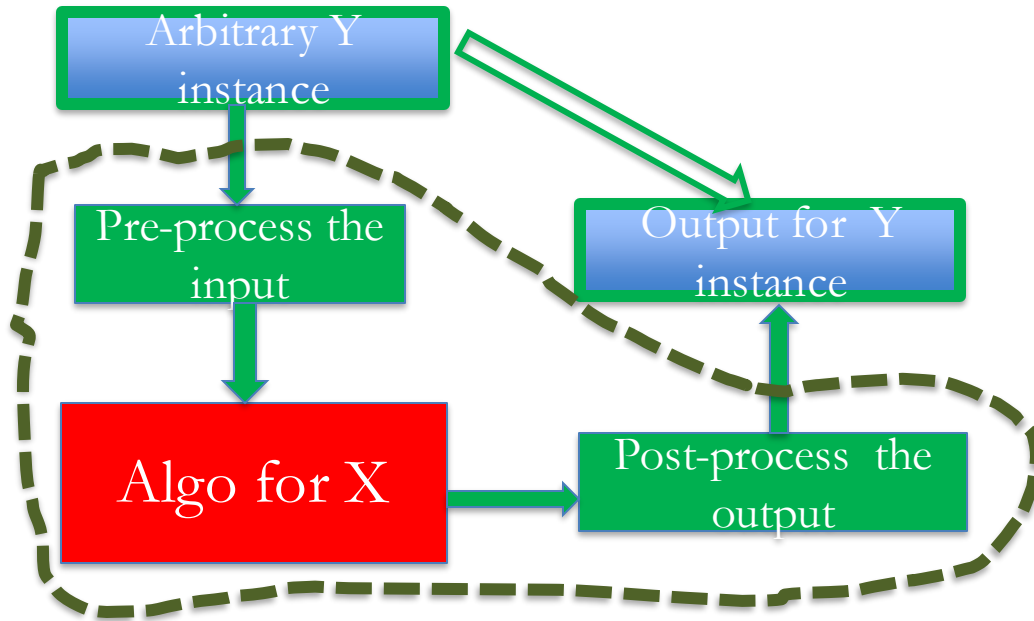 Arbitrary Y
instance
Pre-process the
input
Output for Y
instance
Algo for X
Post-process the
output